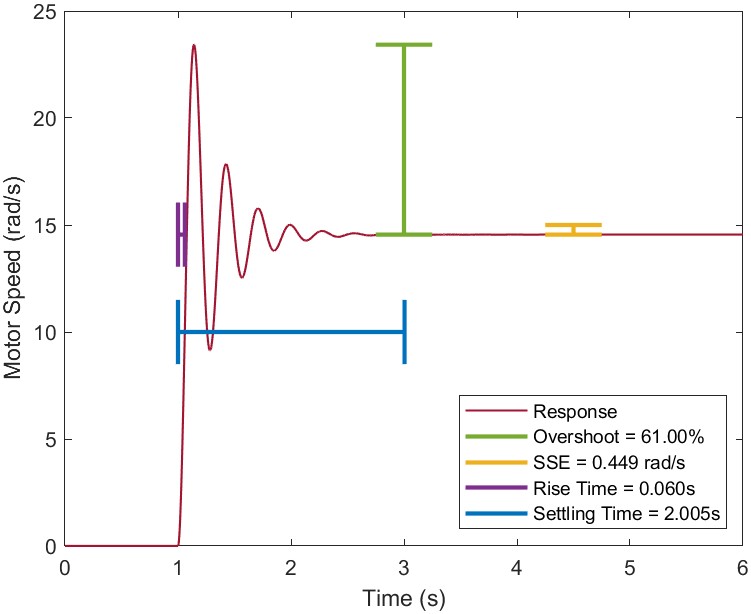 25
20
15
10
5
0
0 1 2 3 4 5 6
Motor Speed (rad/s)
Time (s)
Response
Overshoot = 61.00%
SSE = 0.449 rad/s
Rise Time = 0.060s
Settling Time = 2.005s